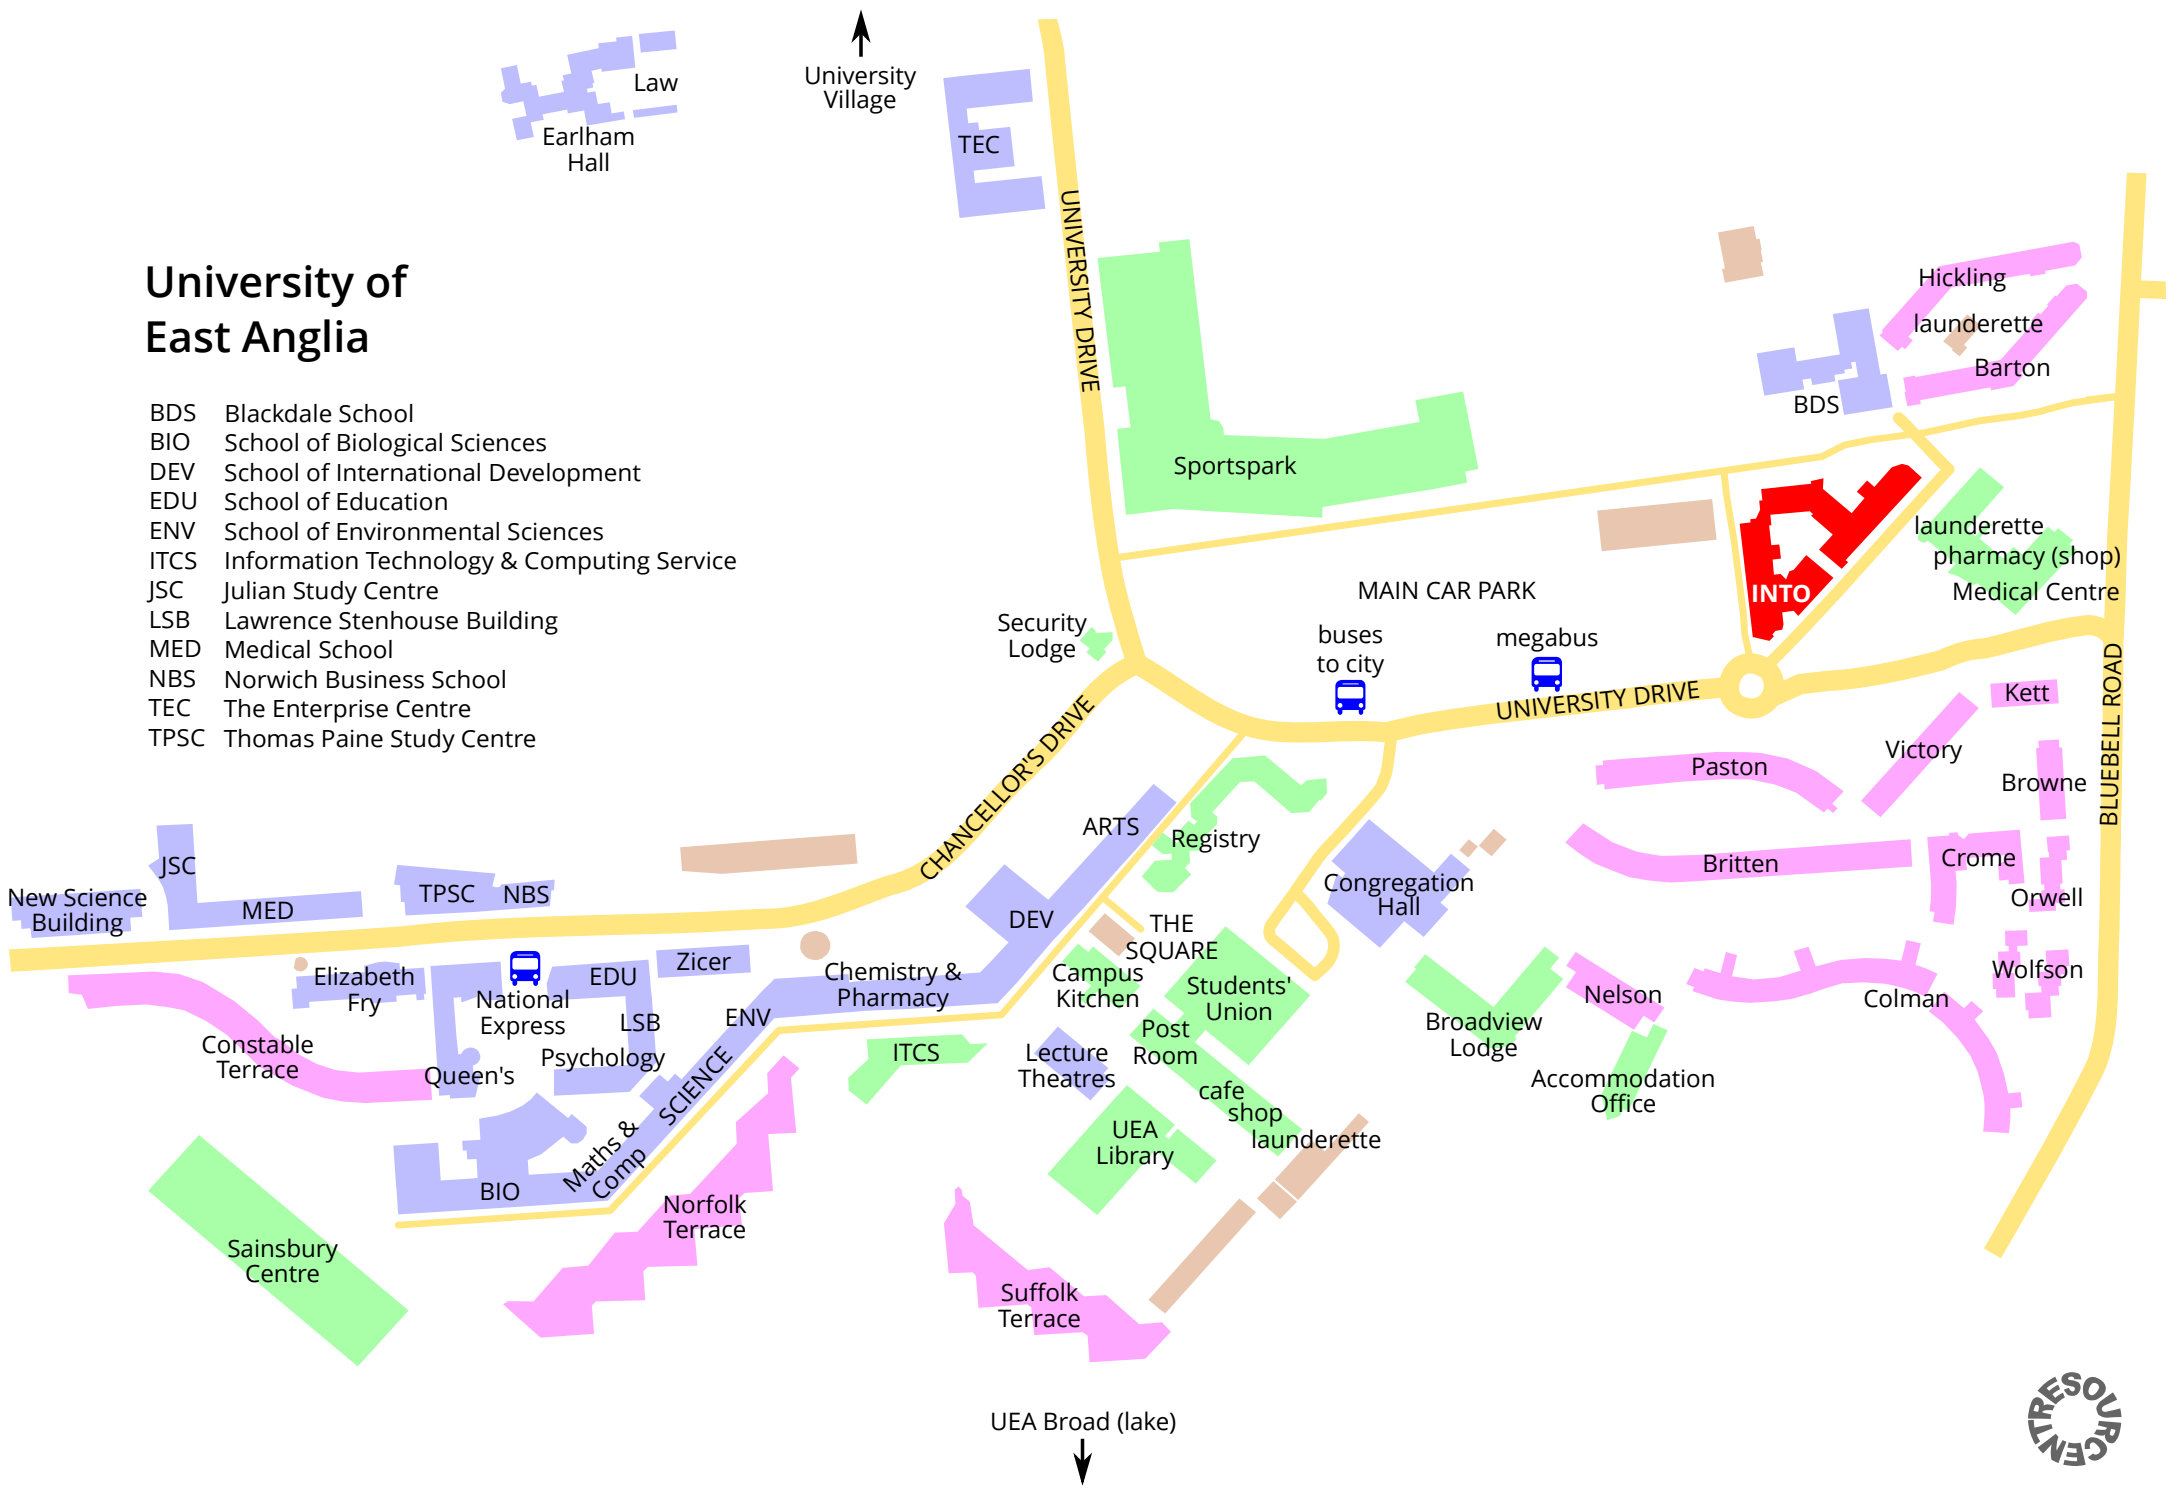 University
Village
Law
Earlham
Hall
TEC
UNIVERSITY DRIVE
University of
East Anglia
BDS Blackdale School
BIO School of Biological Sciences
DEV School of International Development
EDU School of Education
ENV School of Environmental Sciences
ITCS Information Technology & Computing Service
JSC Julian Study Centre
LSB Lawrence Stenhouse Building
MED Medical School
NBS Norwich Business School
TEC The Enterprise Centre
TPSC Thomas Paine Study Centre
Sportspark
Hickling
launderette
Barton
BDS
launderette
pharmacy (shop)
Medical Centre
INTO
MAIN CAR PARK
Security
Lodge
buses
to city
megabus
UNIVERSITY DRIVE
BLUEBELL ROAD
Kett
Victory
Browne
Paston
Britten
Crome
Orwell
Wolfson
Colman
CHANCELLOR'S DRIVE
ARTS
Registry
Congregation
Hall
JSC
New Science
Building
MED
TPSC
NBS
DEV
THE
SQUARE
Zicer
Elizabeth
Fry
National
Express
EDU
LSB
Chemistry &
Pharmacy
Campus
Kitchen
Students'
Union
Nelson
Broadview
Lodge
ENV
Constable
Terrace
Queen's
Psychology
SCIENCE
ITCS
Lecture
Theatres
Post
Room
Accommodation
Office
cafe
shop
launderette
UEA
Library
Maths &
Comp
BIO
Norfolk
Terrace
Sainsbury
Centre
Suffolk
Terrace
UEA Broad (lake)
RESOURCENT